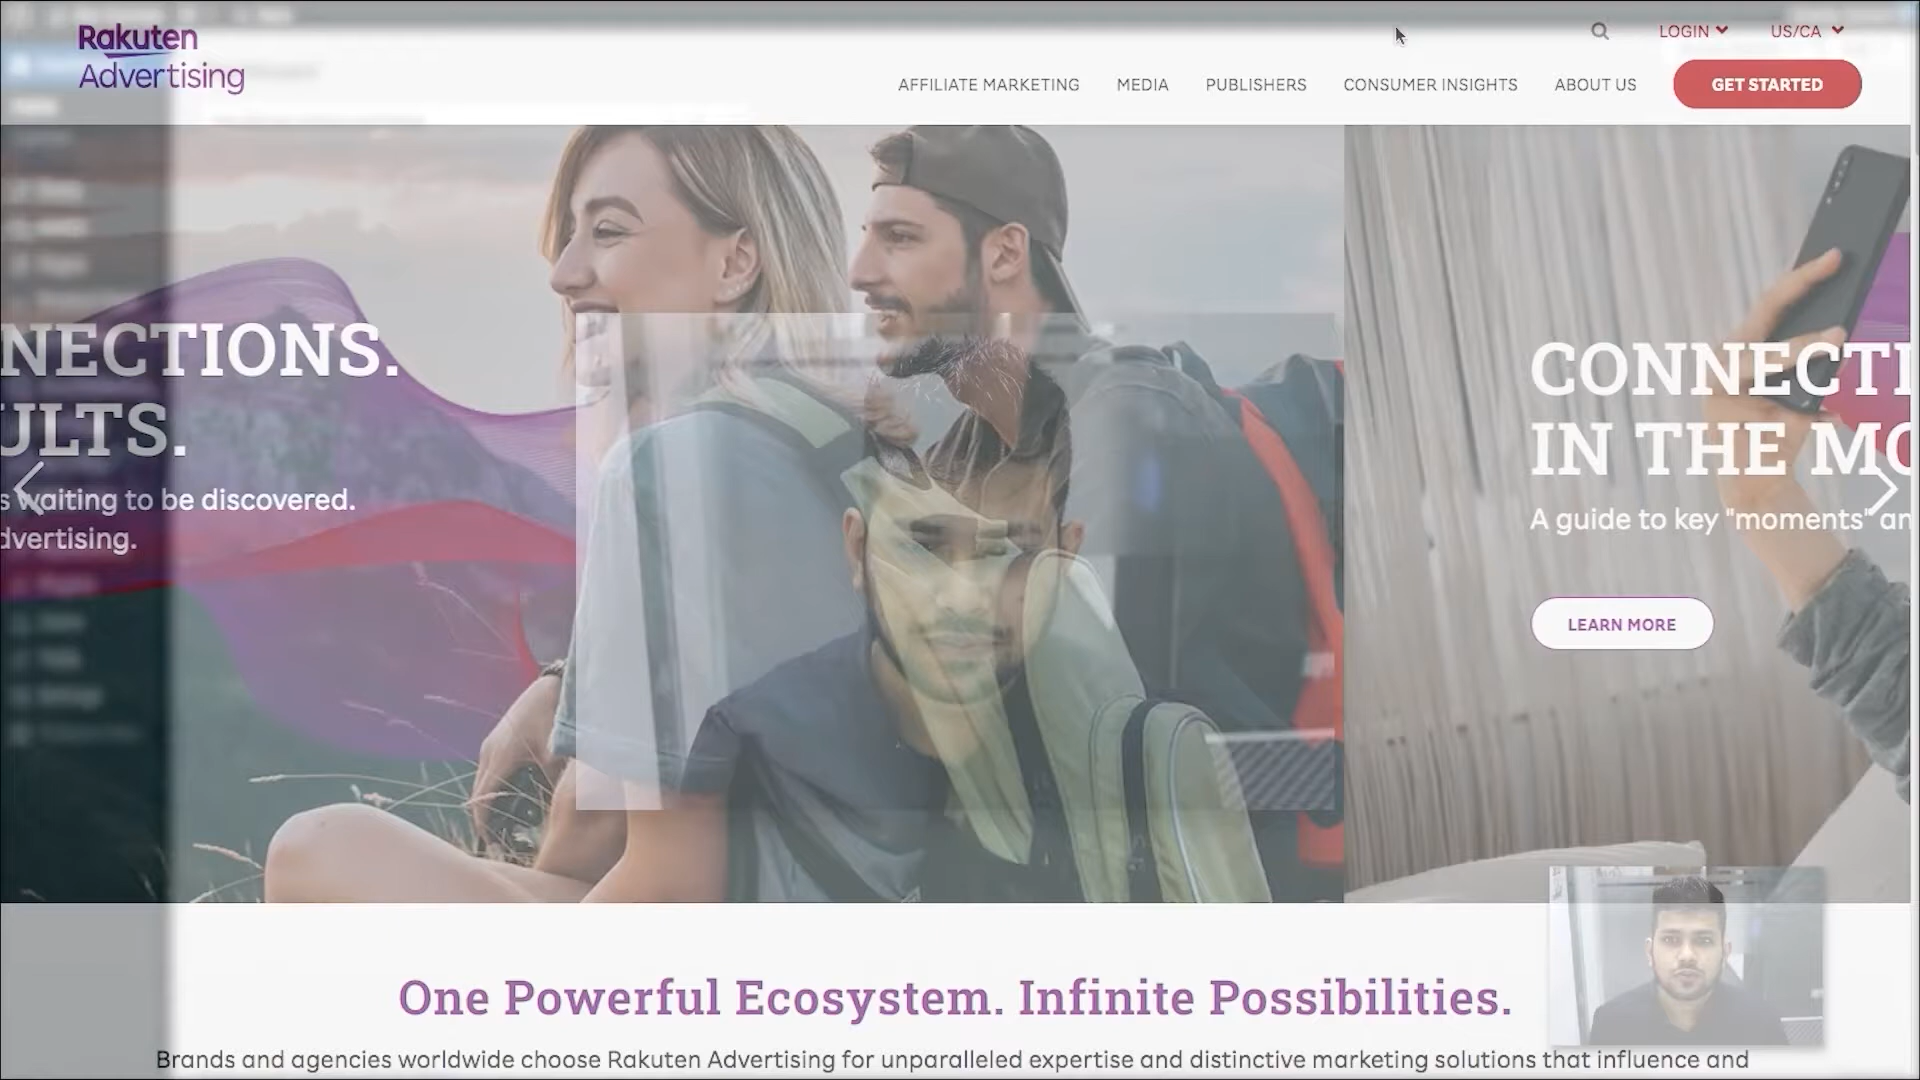 Rakuten
Advertising
LOGIN
US/CA
AFFILIATE MARKETING
MEDIA
PUBLISHERS
CONSUMER INSIGHTS
ABOUT US
GET STARTED
NECTIONS.
ULTS.
s waiting to be discovered.
dvertising.
CONNECTI
IN THE MO
A guide to key "moments" an
LEARN MORE
One Powerful Ecosystem. Infinite Possibilities.
Brands and agencies worldwide choose Rakuten Advertising for unparalleled expertise and distinctive marketing solutions that influence and